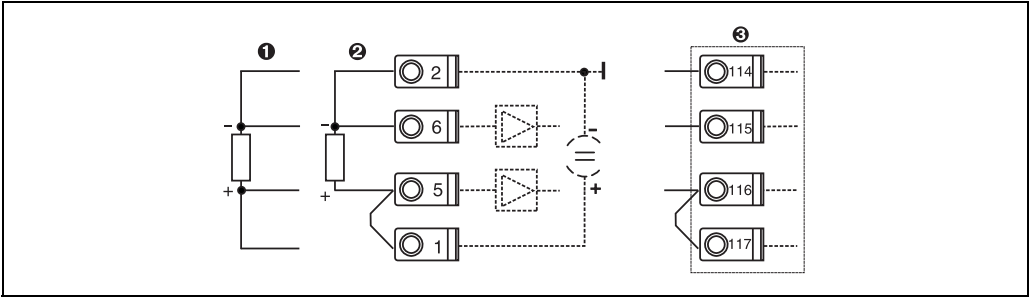 ❶ ❷ ❸
2 114
- - 6 115 -
+ + 5 116 +
1 117